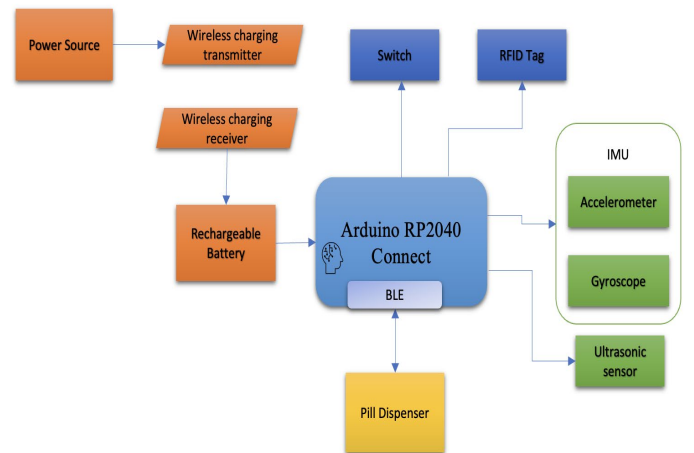 Power Source
Wireless charging
transmitter
Switch
RFID Tag
Wireless charging
receiver
IMU
Accelerometer
Rechargeable
Battery
Arduino RP2040
Connect
Gyroscope
BLE
Ultrasonic
sensor
Pill Dispenser